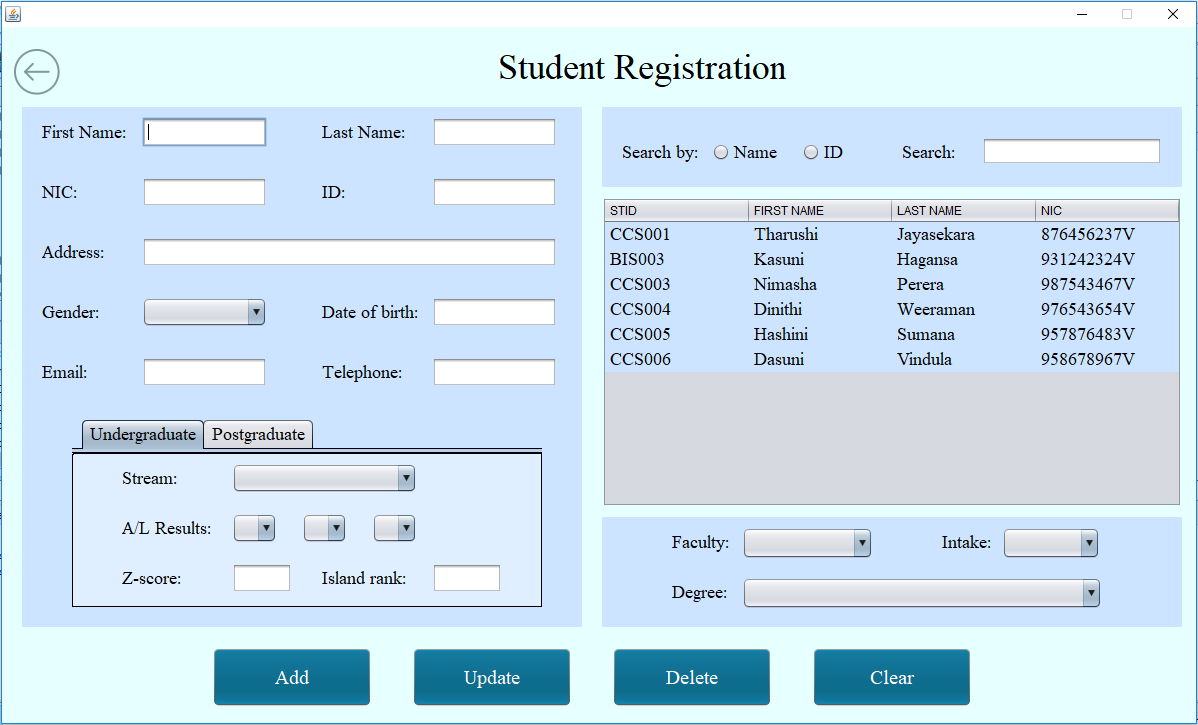 Student Registration
First Name: Last Name:
NIC: ID:
Address:
Gender: Date of birth:
Email: Telephone:
Undergraduate Postgraduate
Stream:
A/L Results:
Z-score: Island rank:
Search by: Name ID Search:
STID FIRST NAME LAST NAME NIC
CCS001 Tharushi Jayasekara 876456237V
BIS003 Kasuni Hagansa 931242324V
CCS003 Nimasha Perera 987543467V
CCS004 Dinithi Weeraman 976543654V
CCS005 Hashini Sumana 957876483V
CCS006 Dasuni Vindula 958678967V
Faculty: Intake:
Degree:
Add Update Delete Clear